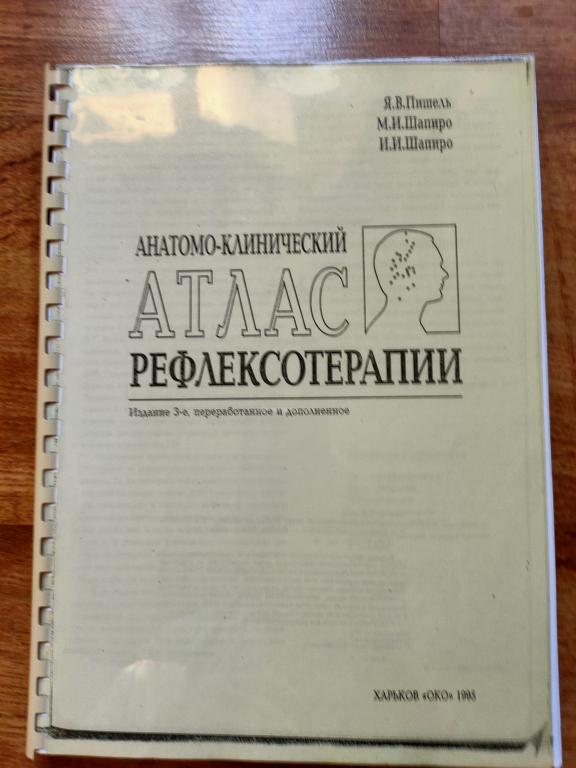 Я.В.Пишель
М.И.Шапиро
И.И.Шапиро
АНАТОМО-КЛИНИЧЕСКИЙ
АТЛАС
РЕФЛЕКСОТЕРАПИИ
Издание 3-е, переработанное и дополненное
ХАРЬКОВ «ОКО» 1995